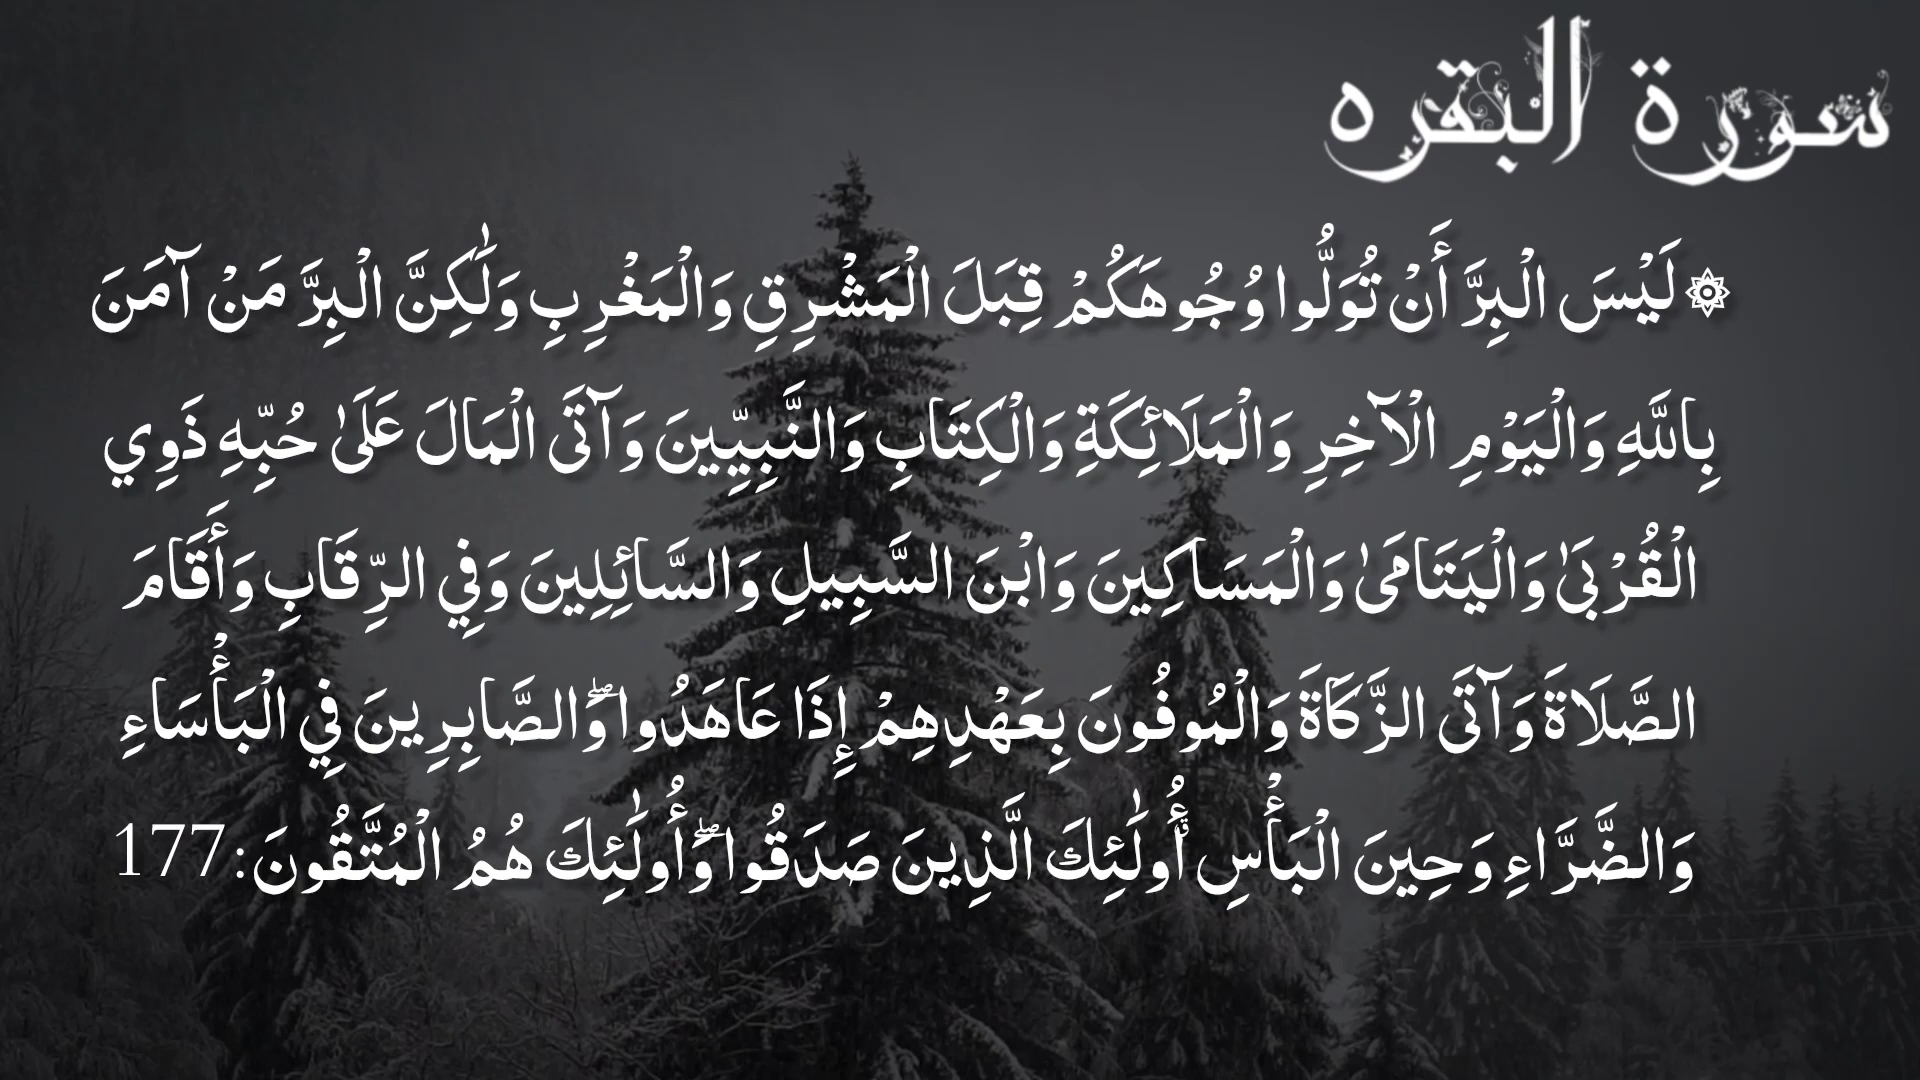 سورة البقره
۞ لَيْسَ الْبِرَّ أَنْ تُوَلُّوا وُجُوهَكُمْ قِبَلَ الْمَشْرِقِ وَالْمَغْرِبِ وَلَٰكِنَّ الْبِرَّ مَنْ آمَنَ
بِاللَّهِ وَالْيَوْمِ الْآخِرِ وَالْمَلَائِكَةِ وَالْكِتَابِ وَالنَّبِيِّينَ وَآتَى الْمَالَ عَلَىٰ حُبِّهِ ذَوِي
الْقُرْبَىٰ وَالْيَتَامَىٰ وَالْمَسَاكِينَ وَابْنَ السَّبِيلِ وَالسَّائِلِينَ وَفِي الرِّقَابِ وَأَقَامَ
الصَّلَاةَ وَآتَى الزَّكَاةَ وَالْمُوفُونَ بِعَهْدِهِمْ إِذَا عَاهَدُوا ۖ وَالصَّابِرِينَ فِي الْبَأْسَاءِ
وَالضَّرَّاءِ وَحِينَ الْبَأْسِ ۗ أُولَٰئِكَ الَّذِينَ صَدَقُوا ۖ وَأُولَٰئِكَ هُمُ الْمُتَّقُونَ:177